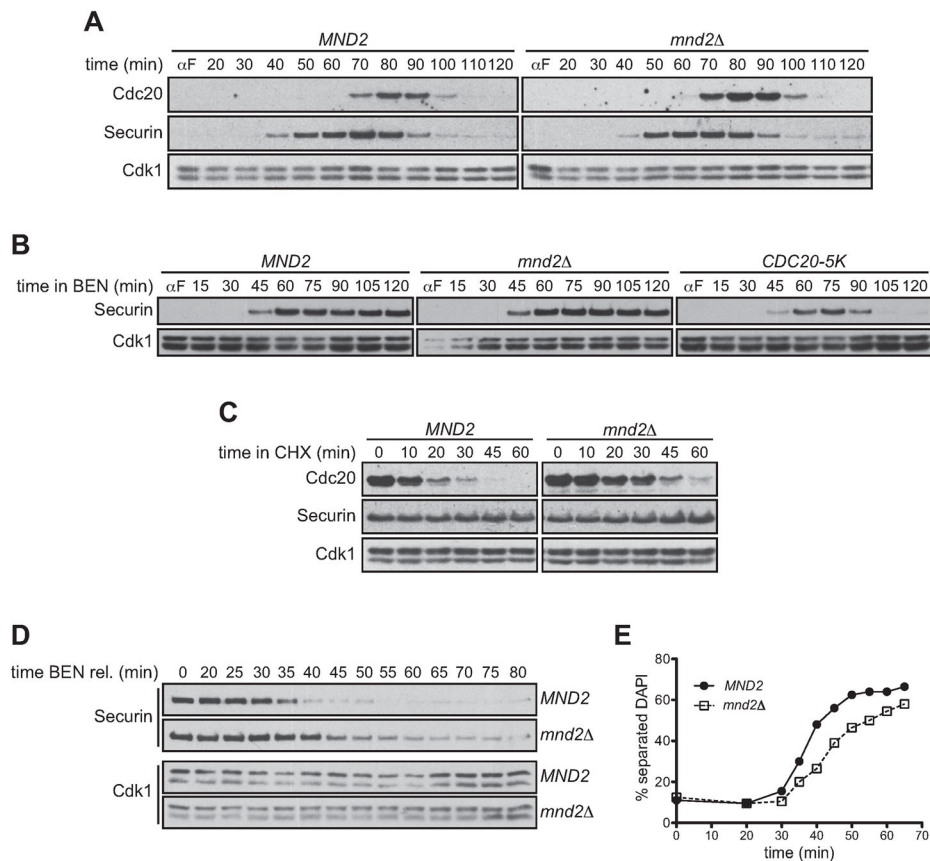 A
MND2 mnd2Δ
time (min) αF 20 30 40 50 60 70 80 90 100 110 120 αF 20 30 40 50 60 70 80 90 100 110 120
Cdc20
Securin
Cdk1
B
MND2 mnd2Δ CDC20-5K
time in BEN (min) αF 15 30 45 60 75 90 105 120 αF 15 30 45 60 75 90 105 120 αF 15 30 45 60 75 90 105 120
Securin
Cdk1
C
MND2 mnd2Δ
time in CHX (min) 0 10 20 30 45 60 0 10 20 30 45 60
Cdc20
Securin
Cdk1
D
time BEN rel. (min) 0 20 25 30 35 40 45 50 55 60 65 70 75 80
Securin
MND2
mnd2Δ
Cdk1
MND2
mnd2Δ
E
% separated DAPI
80
60
40
20
0
MND2
mnd2Δ
0 10 20 30 40 50 60 70
time (min)